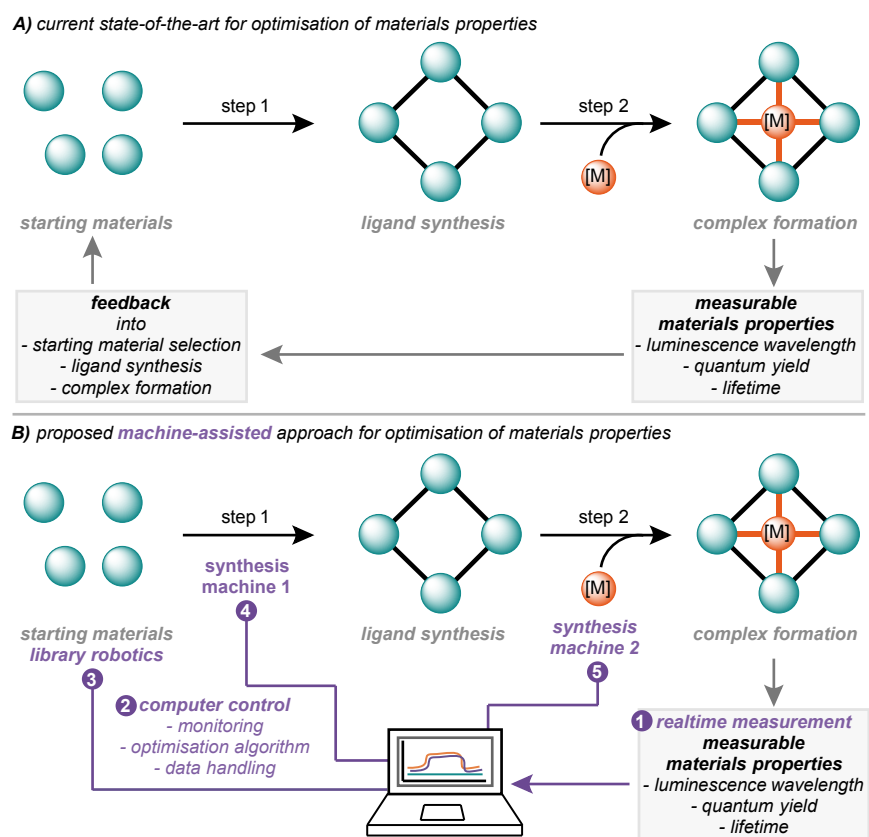 A) current state-of-the-art for optimisation of materials properties
step 1
step 2
[M]
[M]
starting materials
ligand synthesis
complex formation
feedback
into
- starting material selection
- ligand synthesis
- complex formation
measurable
materials properties
- luminescence wavelength
- quantum yield
- lifetime
B) proposed machine-assisted approach for optimisation of materials properties
step 1
step 2
[M]
[M]
synthesis
machine 1
4
starting materials
library robotics
3
ligand synthesis
synthesis
machine 2
5
complex formation
2 computer control
- monitoring
- optimisation algorithm
- data handling
1 realtime measurement
measurable
materials properties
- luminescence wavelength
- quantum yield
- lifetime